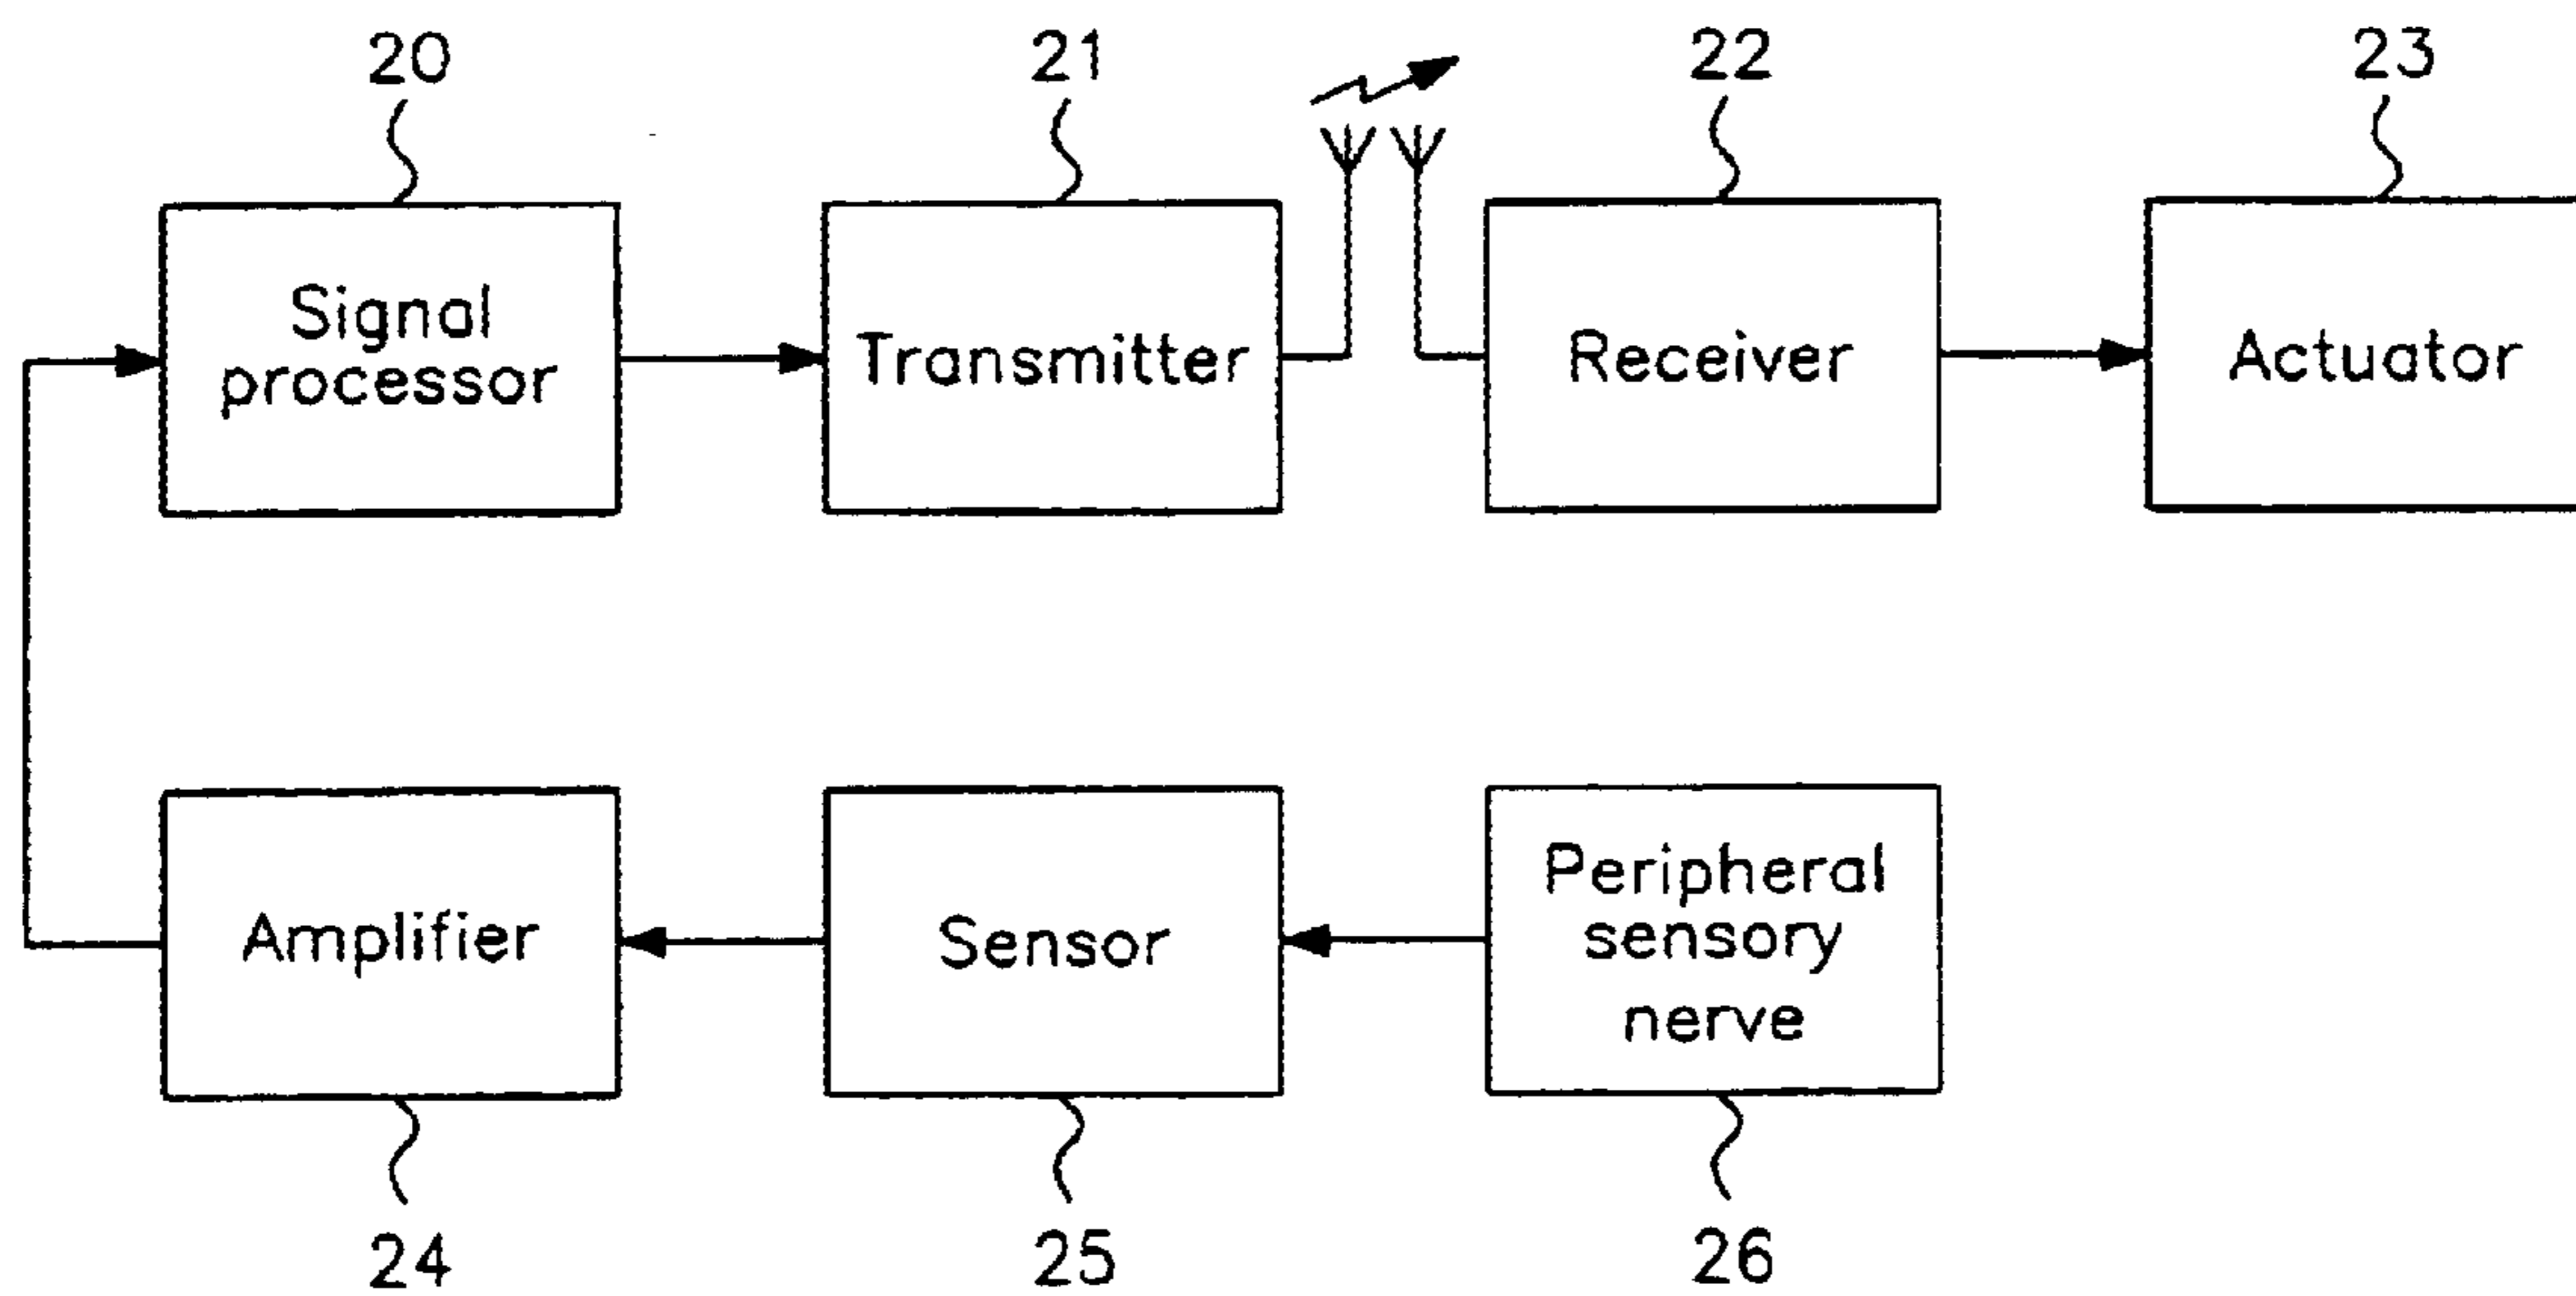 20
21
22
23
Signal
processor
Transmitter
Receiver
Actuator
Amplifier
Sensor
Peripheral
sensory
nerve
24
25
26